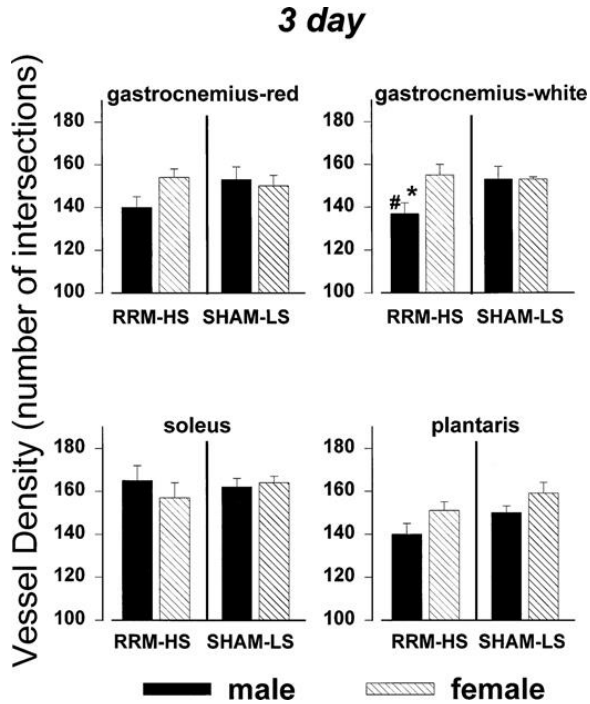 3 day
Vessel Density (number of intersections)
gastrocnemius-red
180
160
140
120
100
RRM-HS SHAM-LS
gastrocnemius-white
180
160
140
120
100
#*
RRM-HS SHAM-LS
soleus
180
160
140
120
100
RRM-HS SHAM-LS
plantaris
180
160
140
120
100
RRM-HS SHAM-LS
male female